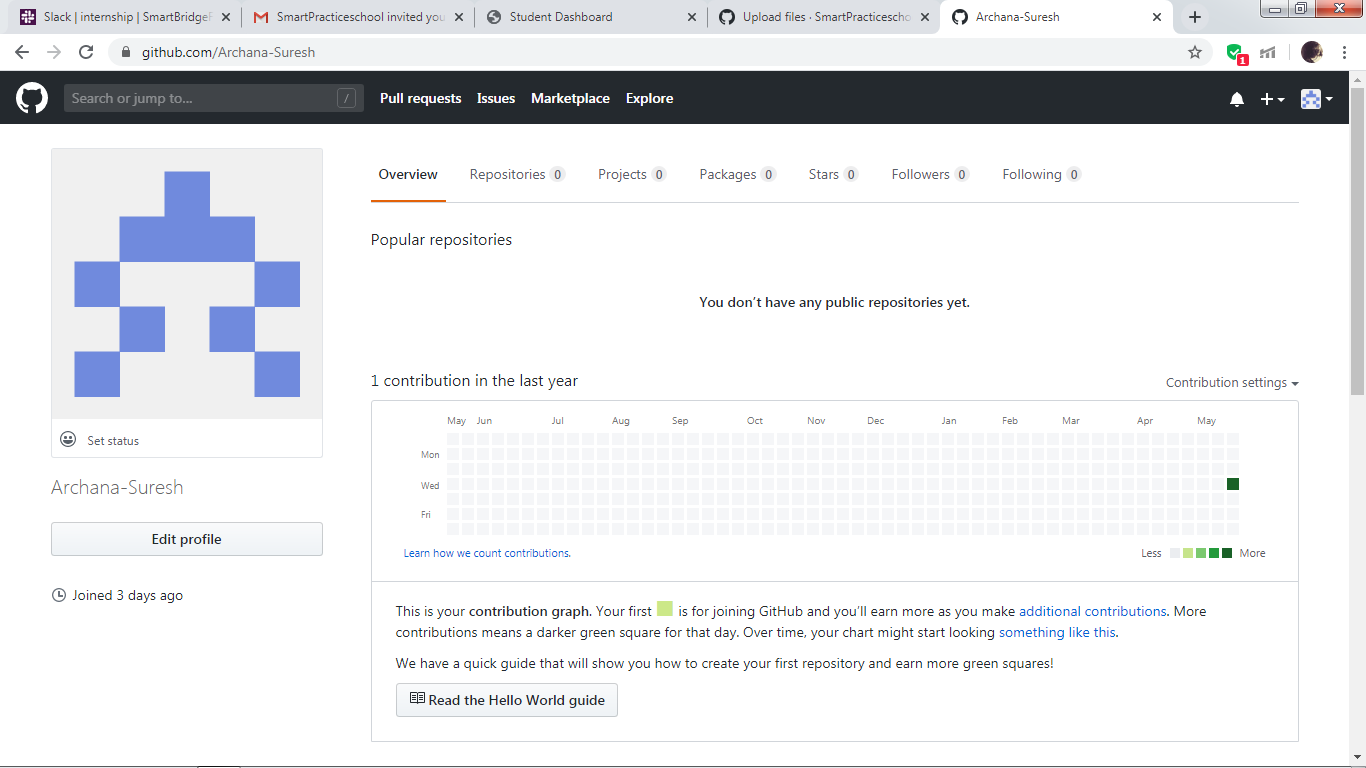 Slack | internship | SmartBridgeP
SmartPracticeschool invited you
Student Dashboard
Upload files · SmartPracticescho
Archana-Suresh
github.com/Archana-Suresh
1
Search or jump to...
/
Pull requests
Issues
Marketplace
Explore
Overview
Repositories 0
Projects 0
Packages 0
Stars 0
Followers 0
Following 0
Popular repositories
You don’t have any public repositories yet.
Set status
Archana-Suresh
Edit profile
Joined 3 days ago
1 contribution in the last year
Contribution settings
May Jun Jul Aug Sep Oct Nov Dec Jan Feb Mar Apr May
Mon
Wed
Fri
Learn how we count contributions.
Less More
This is your contribution graph. Your first is for joining GitHub and you’ll earn more as you make additional contributions. More
contributions means a darker green square for that day. Over time, your chart might start looking something like this.
We have a quick guide that will show you how to create your first repository and earn more green squares!
Read the Hello World guide